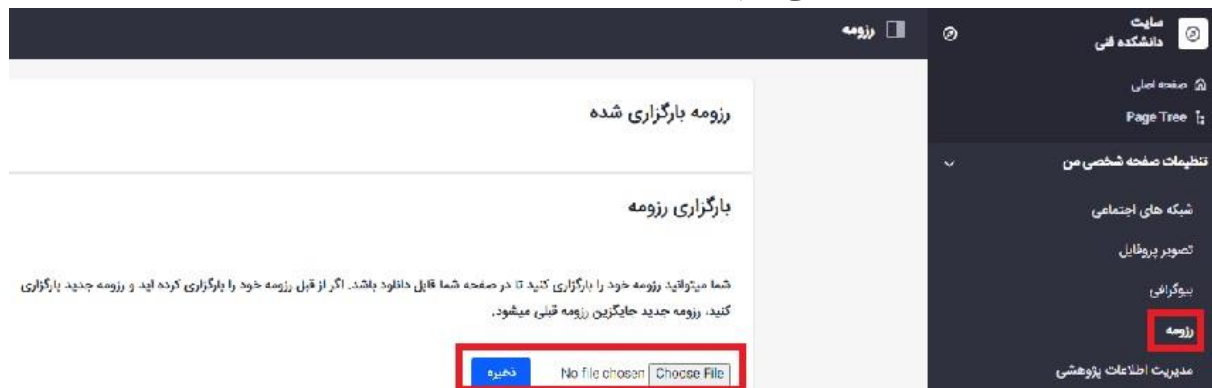 سایت
دانشکده فنی
رزومه
صفحه اصلی
Page Tree
تنظیمات صفحه شخصی من
شبکه های اجتماعی
تصویر پروفایل
بیوگرافی
رزومه
مدیریت اطلاعات پژوهشی
رزومه بارگزاری شده
بارگزاری رزومه
شما میتوانید رزومه خود را بارگزاری کنید تا در صفحه شما قابل دانلود باشد. اگر از قبل رزومه خود را بارگزاری کرده اید و رزومه جدید بارگزاری
کنید، رزومه جدید جایگزین رزومه قبلی میشود.
Choose File No file chosen ذخیره